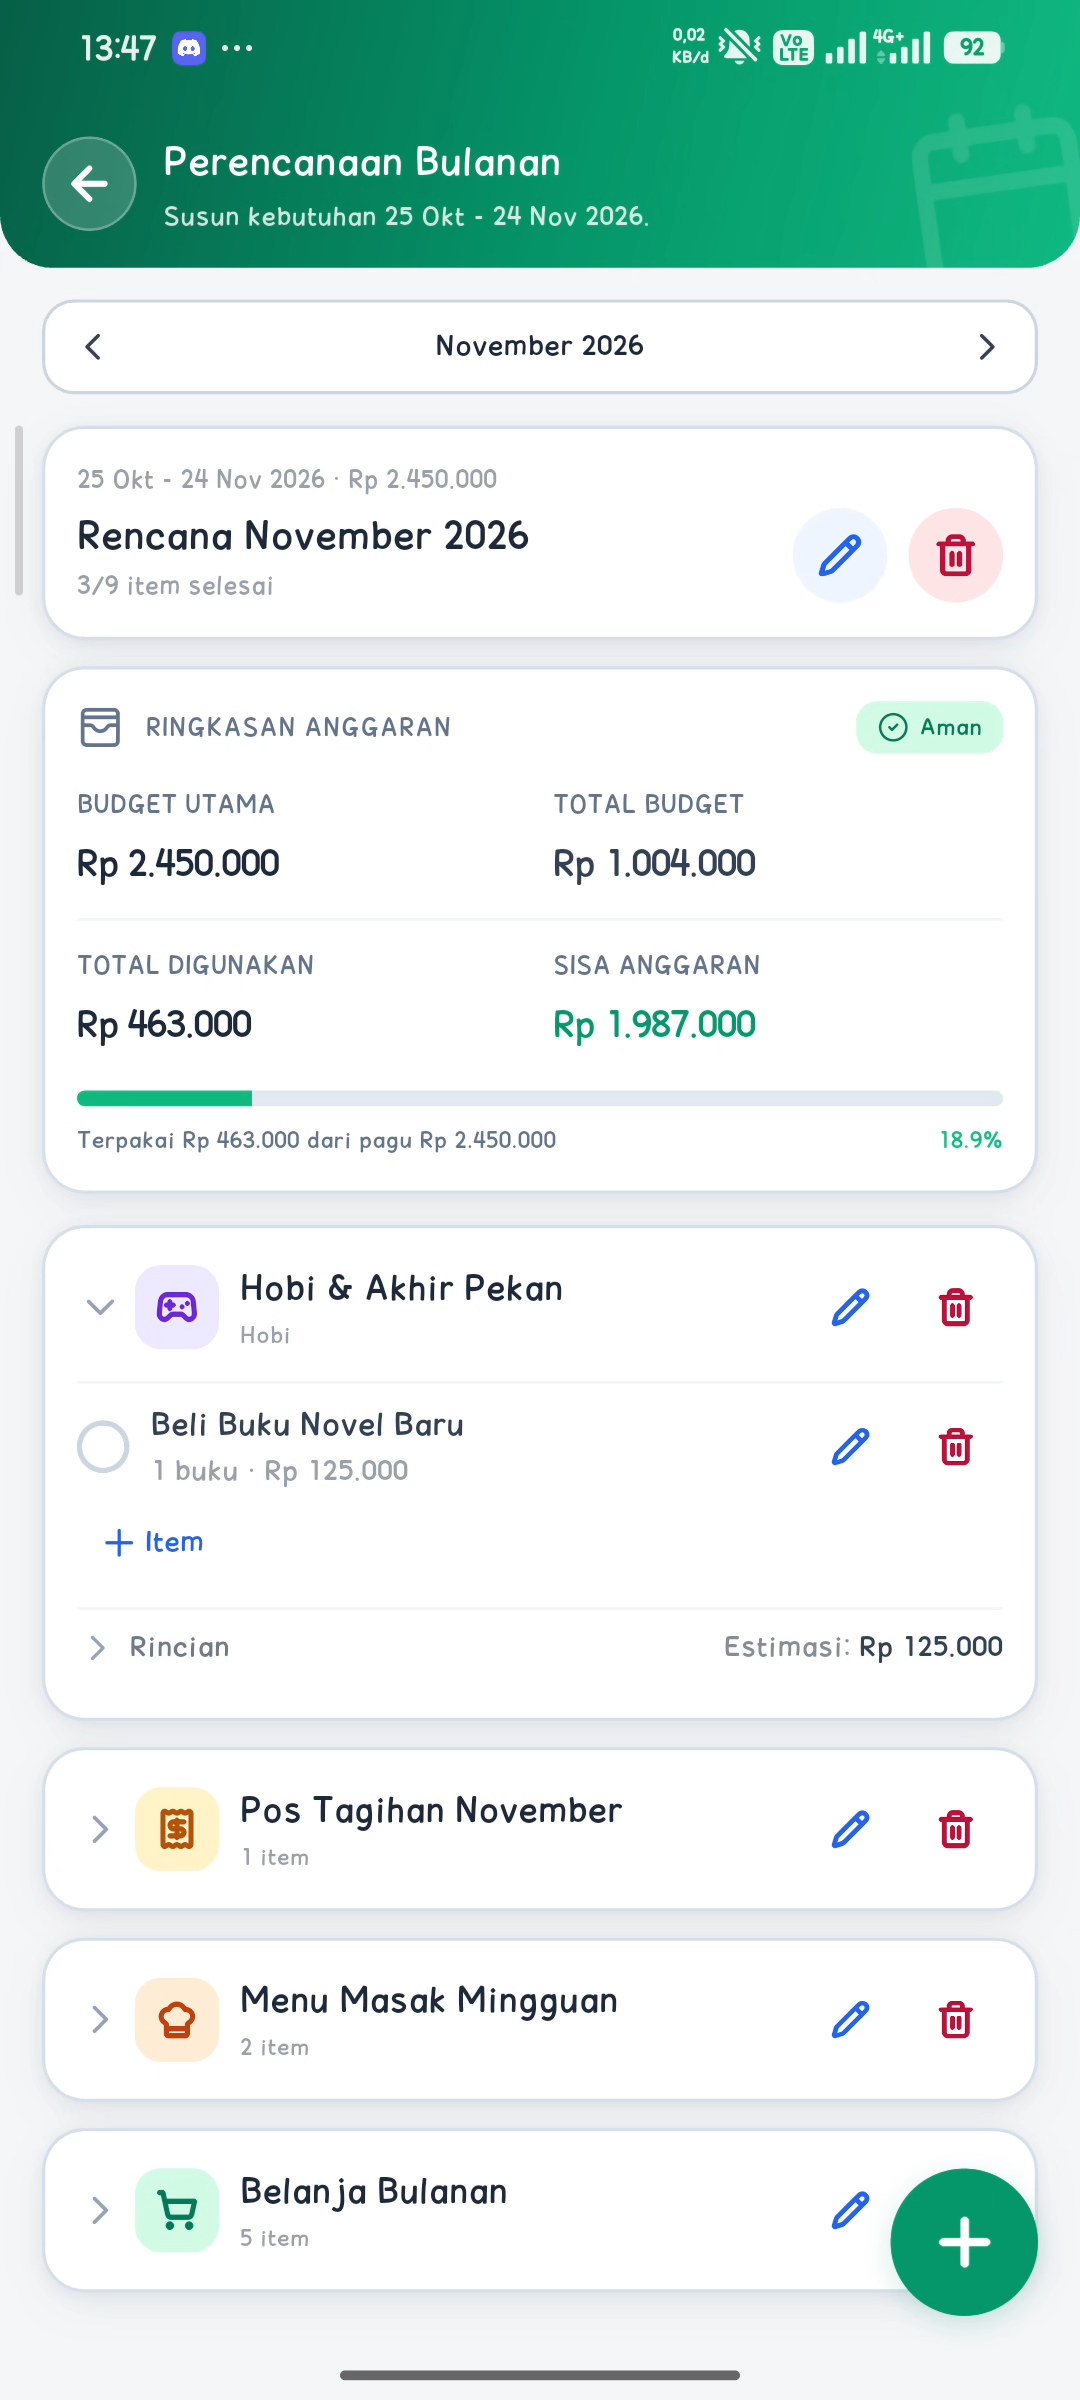 13:47
0,02
KB/d
Vo
LTE
4G+
92
Perencanaan Bulanan
Susun kebutuhan 25 Okt - 24 Nov 2026.
November 2026
25 Okt - 24 Nov 2026 · Rp 2.450.000
Rencana November 2026
3/9 item selesai
RINGKASAN ANGGARAN
Aman
BUDGET UTAMA
TOTAL BUDGET
Rp 2.450.000
Rp 1.004.000
TOTAL DIGUNAKAN
SISA ANGGARAN
Rp 463.000
Rp 1.987.000
Terpakai Rp 463.000 dari pagu Rp 2.450.000
18.9%
Hobi & Akhir Pekan
Hobi
Beli Buku Novel Baru
1 buku · Rp 125.000
+ Item
Rincian
Estimasi: Rp 125.000
Pos Tagihan November
1 item
Menu Masak Mingguan
2 item
Belanja Bulanan
5 item